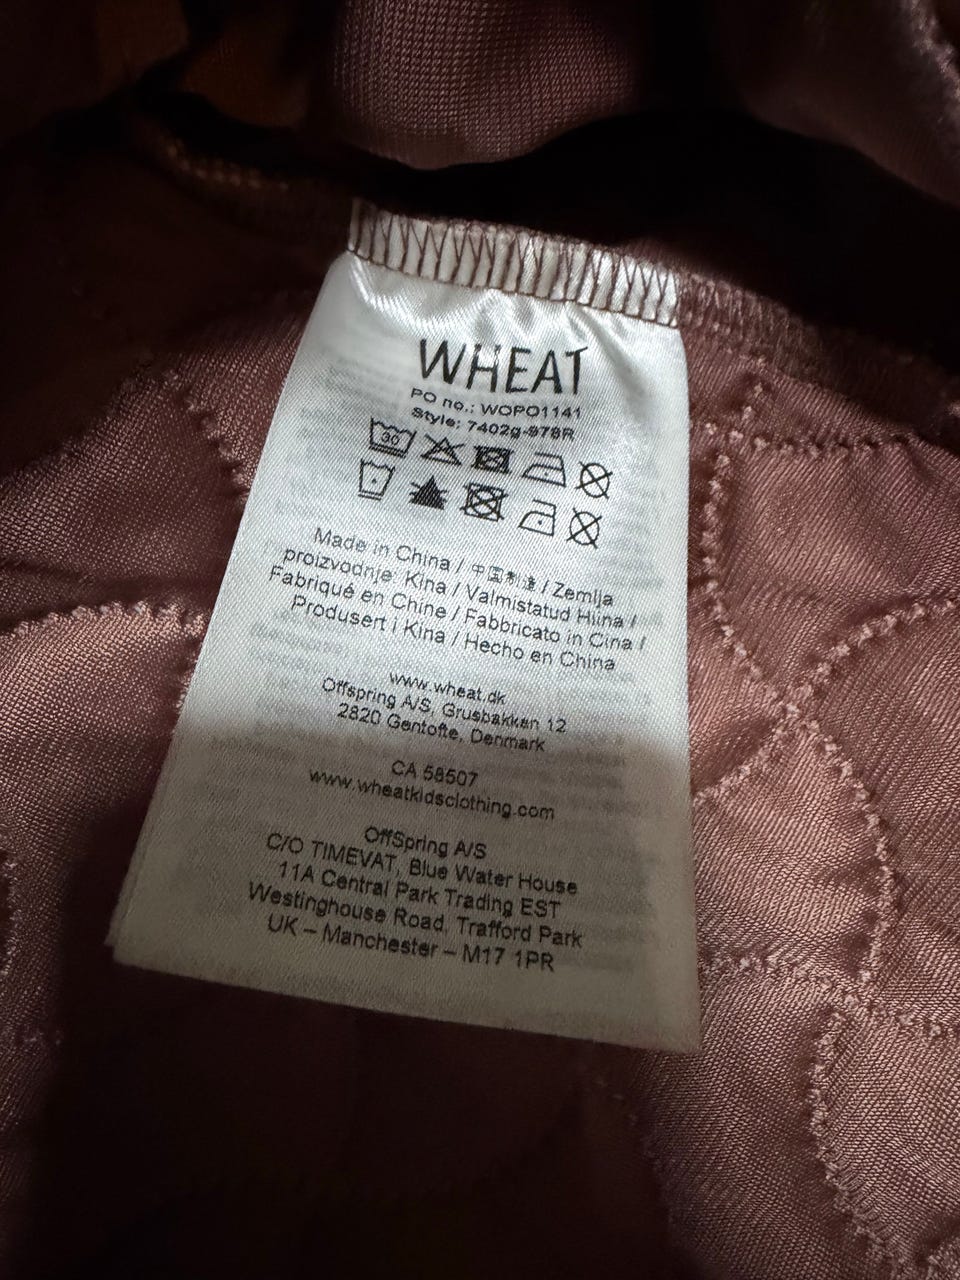 WHEAT
PO no.: WOPO1141
Style: 7402g-978R
30
Made in China / 中国制造 / Zemlja
proizvodnje: Kina / Valmistatud Hiina /
Fabriqué en Chine / Fabbricato in Cina /
Produsert i Kina / Hecho en China
www.wheat.dk
Offspring A/S, Grusbakken 12
2820 Gentofte, Denmark
CA 58507
www.wheatkidsclothing.com
OffSpring A/S
C/O TIMEVAT, Blue Water House
11A Central Park Trading EST
Westinghouse Road, Trafford Park
UK – Manchester – M17 1PR